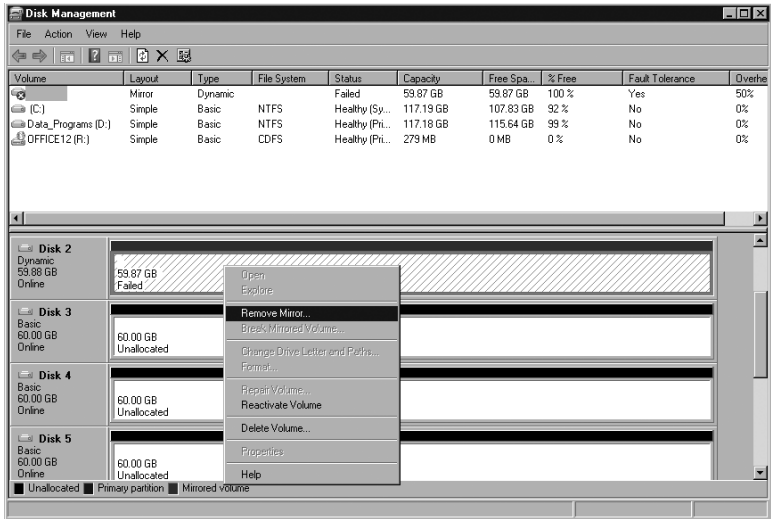 Disk Management
File Action View Help
Volume Layout Type File System Status Capacity Free Spa... % Free Fault Tolerance Overhe
Mirror Dynamic Failed 59.87 GB 59.87 GB 100 % Yes 50%
(C:) Simple Basic NTFS Healthy (Sy... 117.19 GB 107.83 GB 92 % No 0%
Data_Programs (D:) Simple Basic NTFS Healthy (Pri... 117.18 GB 115.64 GB 99 % No 0%
OFFICE12 (R:) Simple Basic CDFS Healthy (Pri... 279 MB 0 MB 0 % No 0%
Disk 2
Dynamic
59.88 GB
Online
59.87 GB
Failed
Disk 3
Basic
60.00 GB
Online
60.00 GB
Unallocated
Disk 4
Basic
60.00 GB
Online
60.00 GB
Unallocated
Disk 5
Basic
60.00 GB
Online
60.00 GB
Unallocated
Open
Explore
Remove Mirror...
Break Mirrored Volume...
Change Drive Letter and Paths...
Format...
Repair Volume...
Reactivate Volume
Delete Volume...
Properties
Help
Unallocated Primary partition Mirrored volume